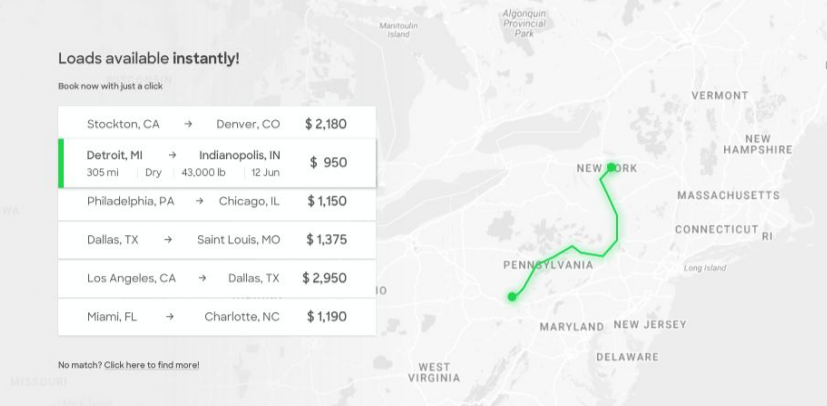 Loads available instantly!
Book now with just a click
Stockton, CA → Denver, CO $ 2,180
Detroit, MI → Indianopolis, IN $ 950
305 mi Dry 43,000 lb 12 Jun
Philadelphia, PA → Chicago, IL $ 1,150
Dallas, TX → Saint Louis, MO $ 1,375
Los Angeles, CA → Dallas, TX $ 2,950
Miami, FL → Charlotte, NC $ 1,190
No match? Click here to find more!
Manitoulin
Island
Algonquin
Provincial
Park
VERMONT
NEW
HAMPSHIRE
NEW YORK
MASSACHUSETTS
CONNECTICUT
RI
PENNSYLVANIA
Long Island
IO
MARYLAND
NEW JERSEY
DELAWARE
WEST
VIRGINIA
MISSOURI
WA